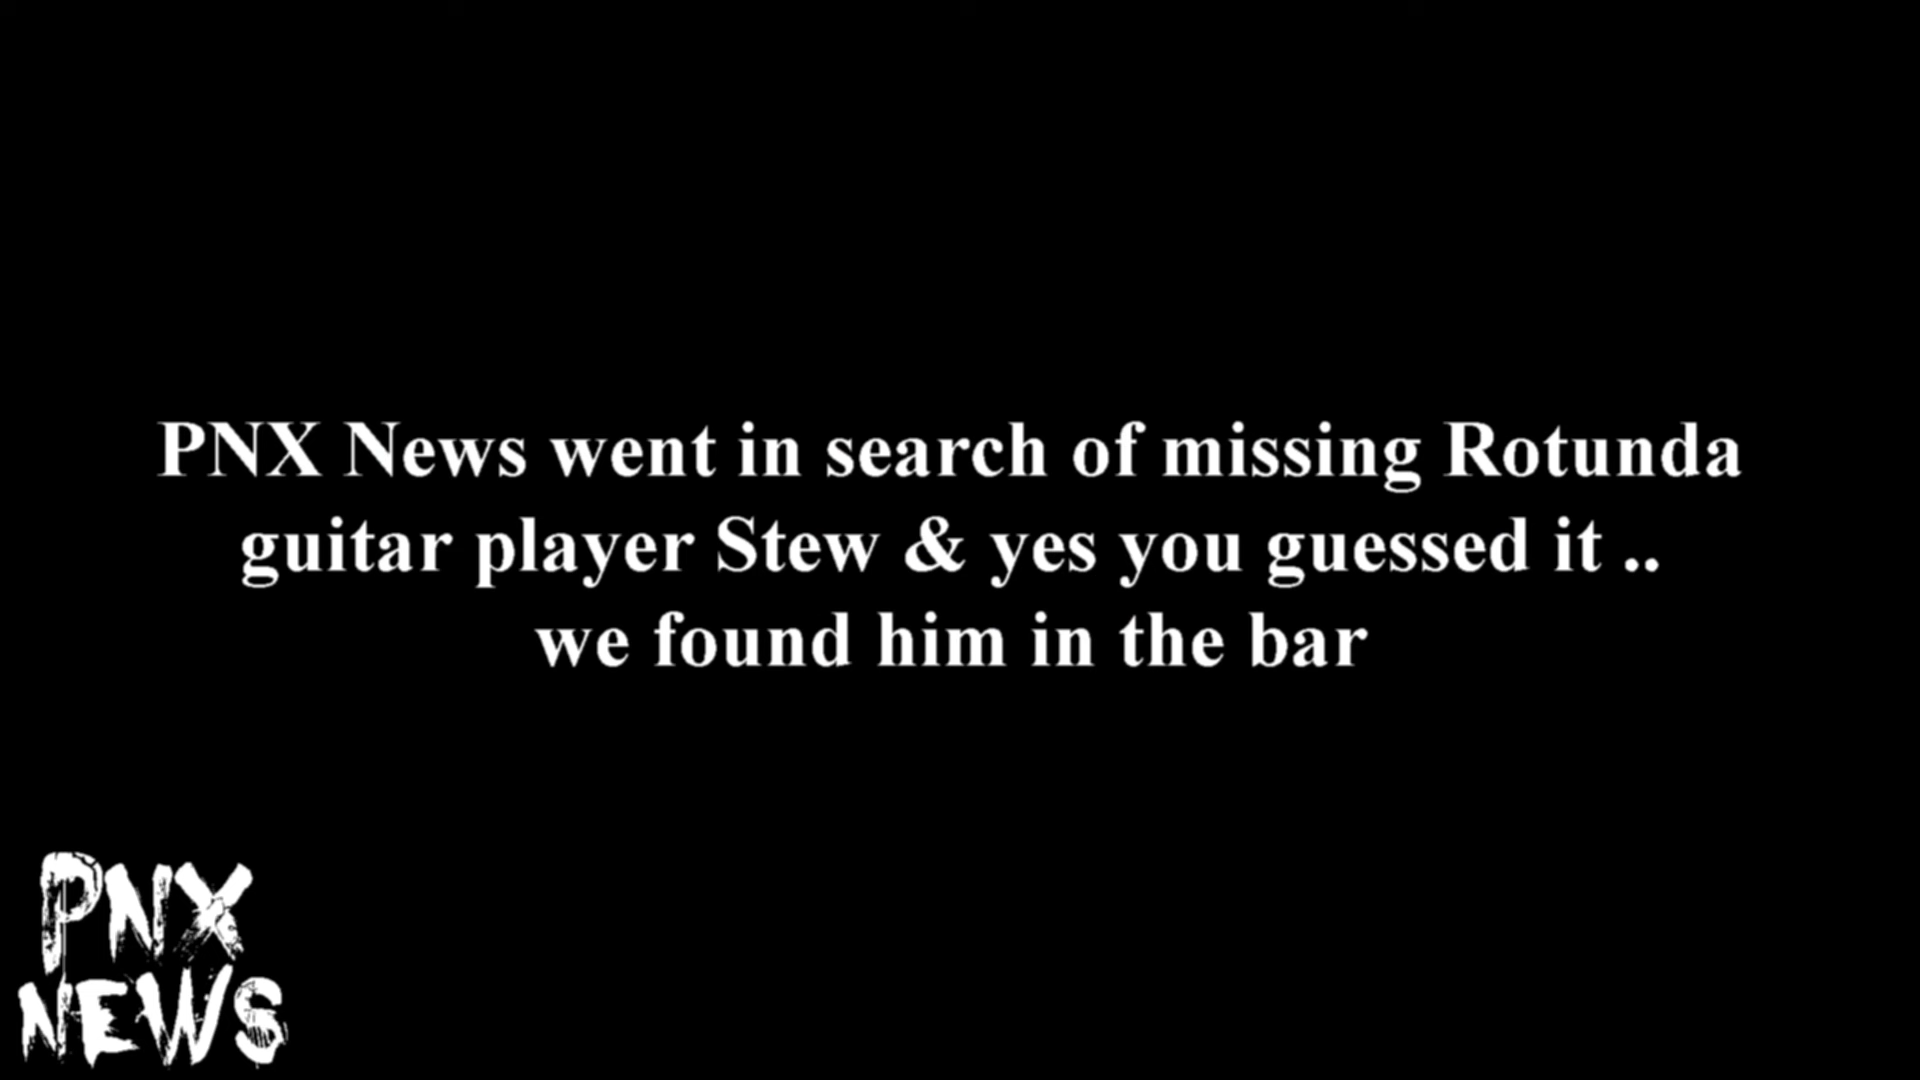 PNX News went in search of missing Rotunda
guitar player Stew & yes you guessed it ..
we found him in the bar
PNX
NEWS